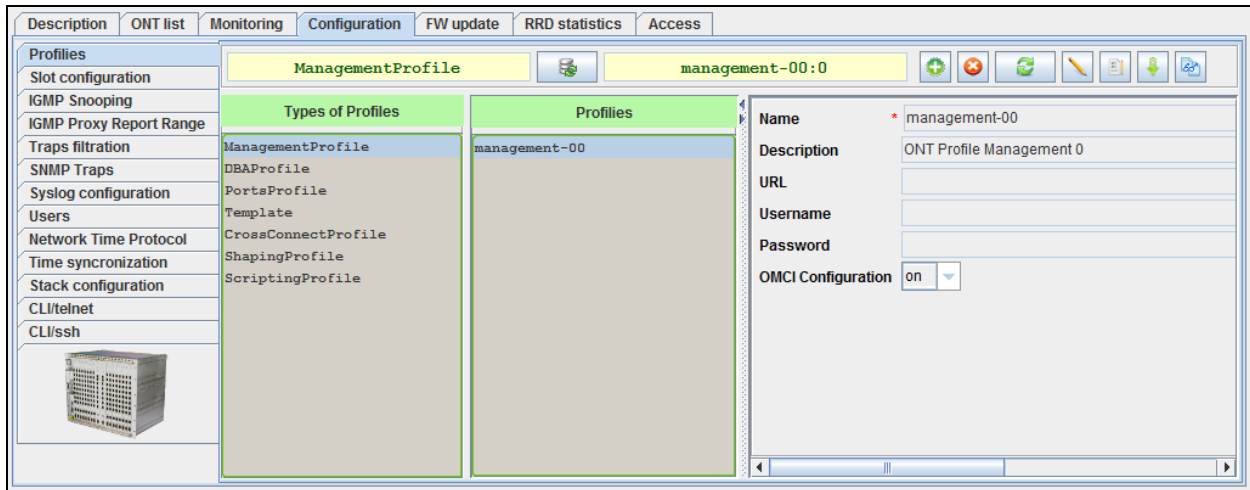 Description ONT list Monitoring Configuration FW update RRD statistics Access
Profilies
Slot configuration
IGMP Snooping
IGMP Proxy Report Range
Traps filtration
SNMP Traps
Syslog configuration
Users
Network Time Protocol
Time syncronization
Stack configuration
CLI/telnet
CLI/ssh
ManagementProfile management-00:0
Types of Profiles
ManagementProfile
DBAProfile
PortsProfile
Template
CrossConnectProfile
ShapingProfile
ScriptingProfile
Profilies
management-00
Name * management-00
Description ONT Profile Management 0
URL
Username
Password
OMCI Configuration on